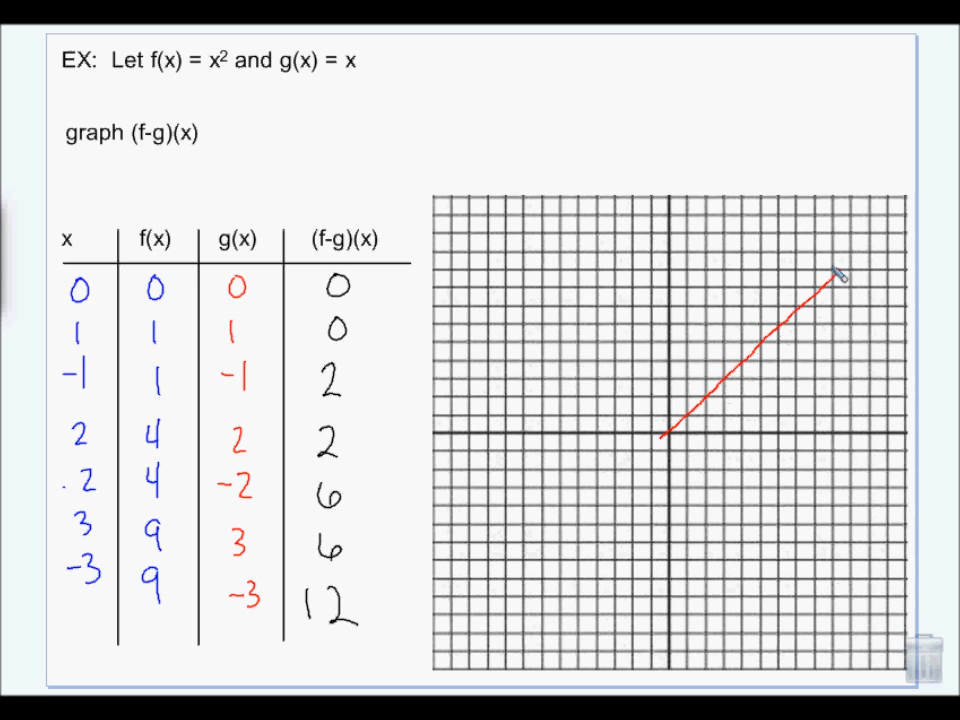 EX: Let f(x) = x² and g(x) = x
graph (f-g)(x)
x f(x) g(x) (f-g)(x)
0 0 0 0
1 1 1 0
-1 1 -1 2
2 4 2 2
. 2 4 -2 6
3 9 3 6
-3 9 -3 12